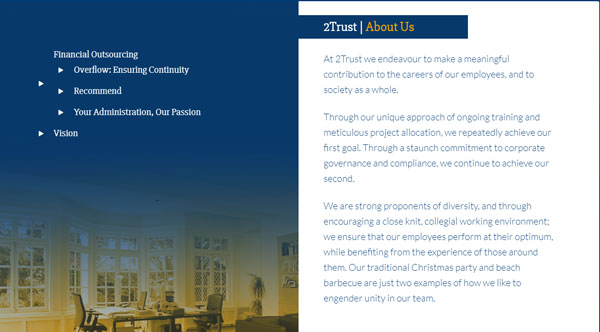 Financial Outsourcing
Overflow: Ensuring Continuity
Recommend
Your Administration, Our Passion
Vision
2Trust | About Us
At 2Trust we endeavour to make a meaningful
contribution to the careers of our employees, and to
society as a whole.
Through our unique approach of ongoing training and
meticulous project allocation, we repeatedly achieve our
first goal. Through a staunch commitment to corporate
governance and compliance, we continue to achieve our
second.
We are strong proponents of diversity, and through
encouraging a close knit, collegial working environment;
we ensure that our employees perform at their optimum,
while benefiting from the experience of those around
them. Our traditional Christmas party and beach
barbecue are just two examples of how we like to
engender unity in our team.